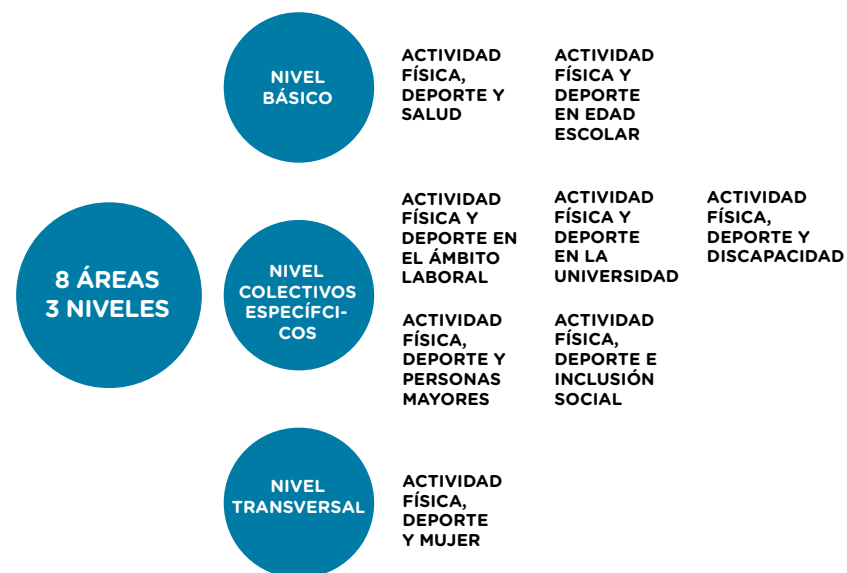 8 ÁREAS
3 NIVELES
NIVEL
BÁSICO
ACTIVIDAD
FÍSICA,
DEPORTE Y
SALUD
ACTIVIDAD
FÍSICA Y
DEPORTE
EN EDAD
ESCOLAR
NIVEL
COLECTIVOS
ESPECÍFCI-
COS
ACTIVIDAD
FÍSICA Y
DEPORTE EN
EL ÁMBITO
LABORAL
ACTIVIDAD
FÍSICA Y
DEPORTE
EN LA
UNIVERSIDAD
ACTIVIDAD
FÍSICA,
DEPORTE Y
DISCAPACIDAD
ACTIVIDAD
FÍSICA,
DEPORTE Y
PERSONAS
MAYORES
ACTIVIDAD
FÍSICA,
DEPORTE E
INCLUSIÓN
SOCIAL
NIVEL
TRANSVERSAL
ACTIVIDAD
FÍSICA,
DEPORTE
Y MUJER